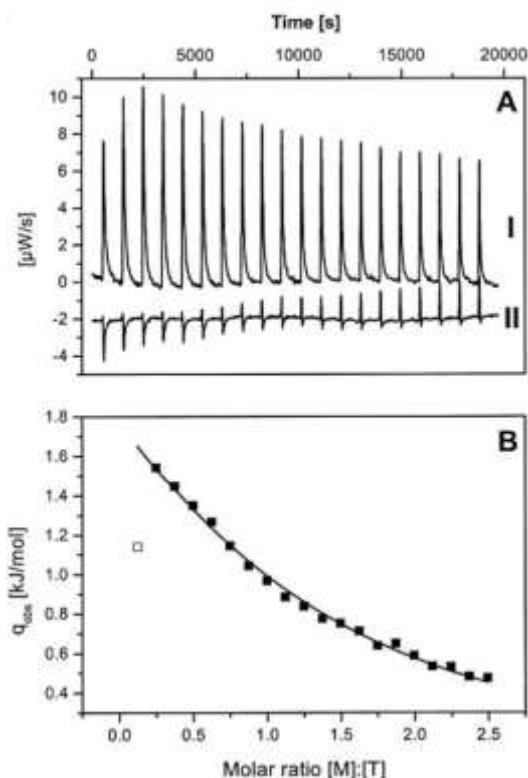 Time [s]
0 5000 10000 15000 20000
A
10
8
6
4
2
0
-2
-4
[µW/s]
I
II
1.8
1.6
1.4
1.2
1.0
0.8
0.6
0.4
q_obs [kJ/mol]
B
0.0 0.5 1.0 1.5 2.0 2.5
Molar ratio [M]:[T]